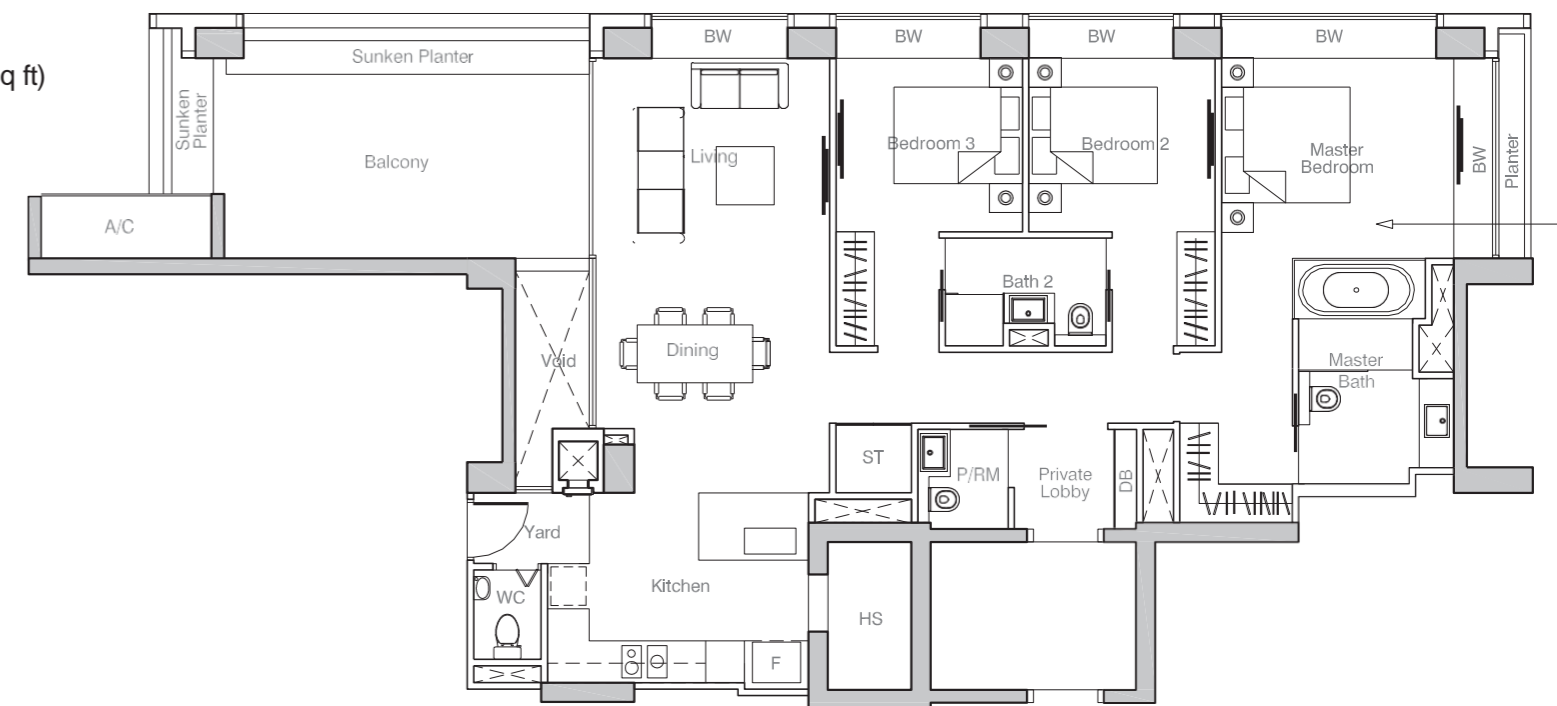 BW
BW
BW
BW
Sunken Planter
q ft)
Sunken
Planter
Balcony
Living
Bedroom 3
Bedroom 2
Master
Bedroom
BW
Planter
A/C
Bath 2
Dining
Void
Master
Bath
ST
P/RM
Private
Lobby
DB
Yard
Kitchen
WC
HS
F